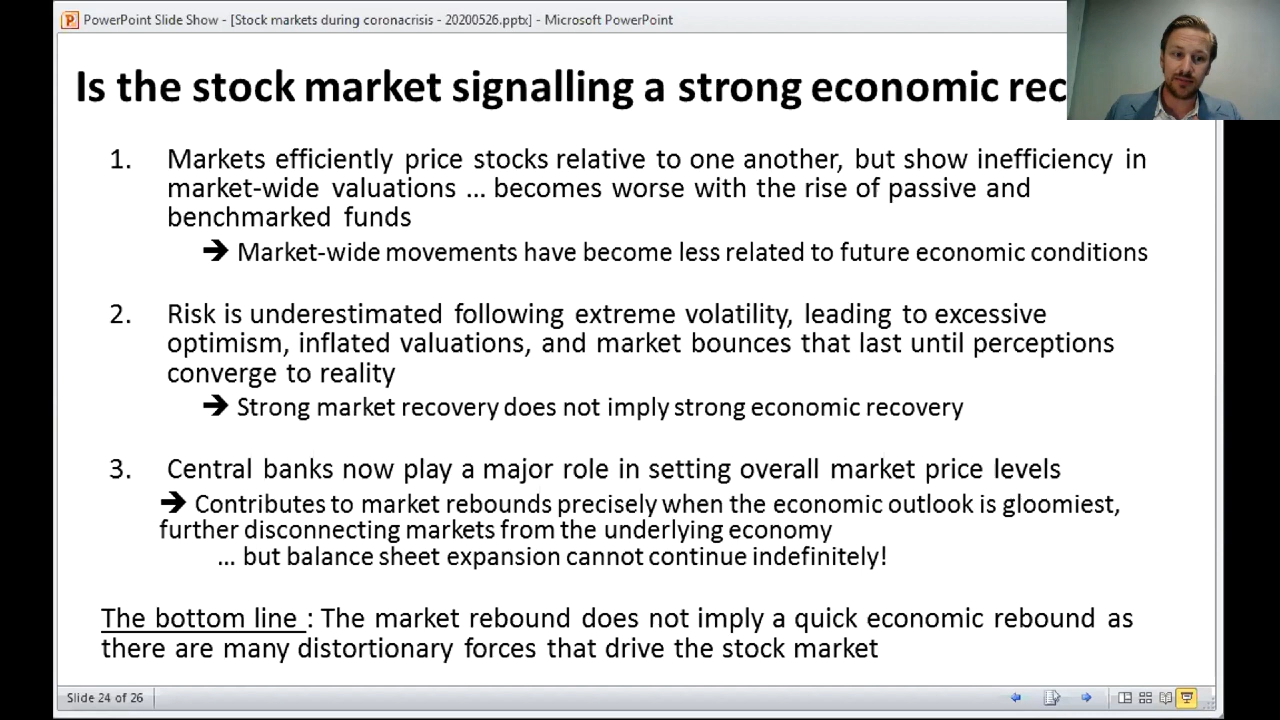 PowerPoint Slide Show - [Stock markets during coronacrisis - 20200526.pptx] - Microsoft PowerPoint
Is the stock market signalling a strong economic rec
1. Markets efficiently price stocks relative to one another, but show inefficiency in
market-wide valuations ... becomes worse with the rise of passive and
benchmarked funds
➔ Market-wide movements have become less related to future economic conditions
2. Risk is underestimated following extreme volatility, leading to excessive
optimism, inflated valuations, and market bounces that last until perceptions
converge to reality
➔ Strong market recovery does not imply strong economic recovery
3. Central banks now play a major role in setting overall market price levels
➔ Contributes to market rebounds precisely when the economic outlook is gloomiest,
further disconnecting markets from the underlying economy
... but balance sheet expansion cannot continue indefinitely!
The bottom line : The market rebound does not imply a quick economic rebound as
there are many distortionary forces that drive the stock market
Slide 24 of 26